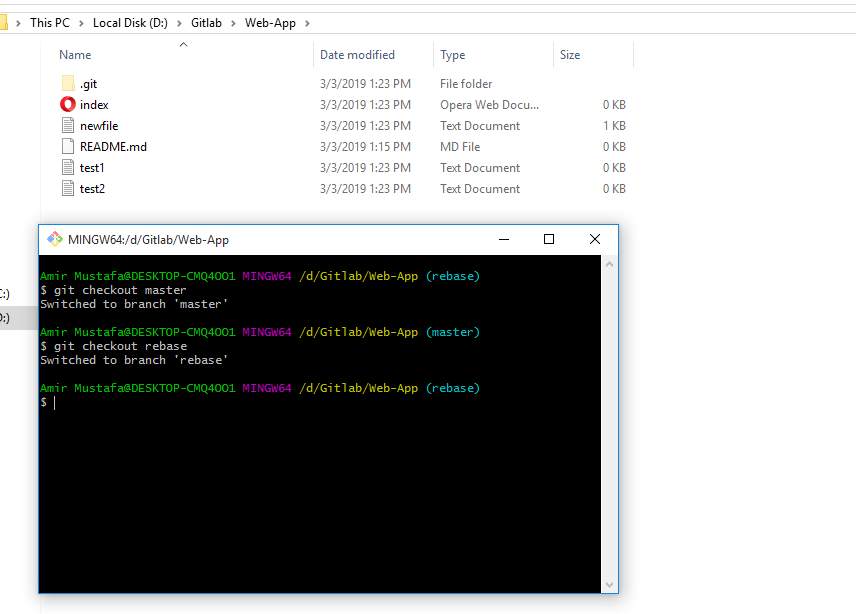 This PC > Local Disk (D:) > Gitlab > Web-App >
Name Date modified Type Size
.git 3/3/2019 1:23 PM File folder
index 3/3/2019 1:23 PM Opera Web Docu... 0 KB
newfile 3/3/2019 1:23 PM Text Document 1 KB
README.md 3/3/2019 1:15 PM MD File 0 KB
test1 3/3/2019 1:23 PM Text Document 0 KB
test2 3/3/2019 1:23 PM Text Document 0 KB
MINGW64:/d/Gitlab/Web-App
Amir Mustafa@DESKTOP-CMQ4OO1 MINGW64 /d/Gitlab/Web-App (rebase)
$ git checkout master
Switched to branch 'master'
Amir Mustafa@DESKTOP-CMQ4OO1 MINGW64 /d/Gitlab/Web-App (master)
$ git checkout rebase
Switched to branch 'rebase'
Amir Mustafa@DESKTOP-CMQ4OO1 MINGW64 /d/Gitlab/Web-App (rebase)
$
:)
:)